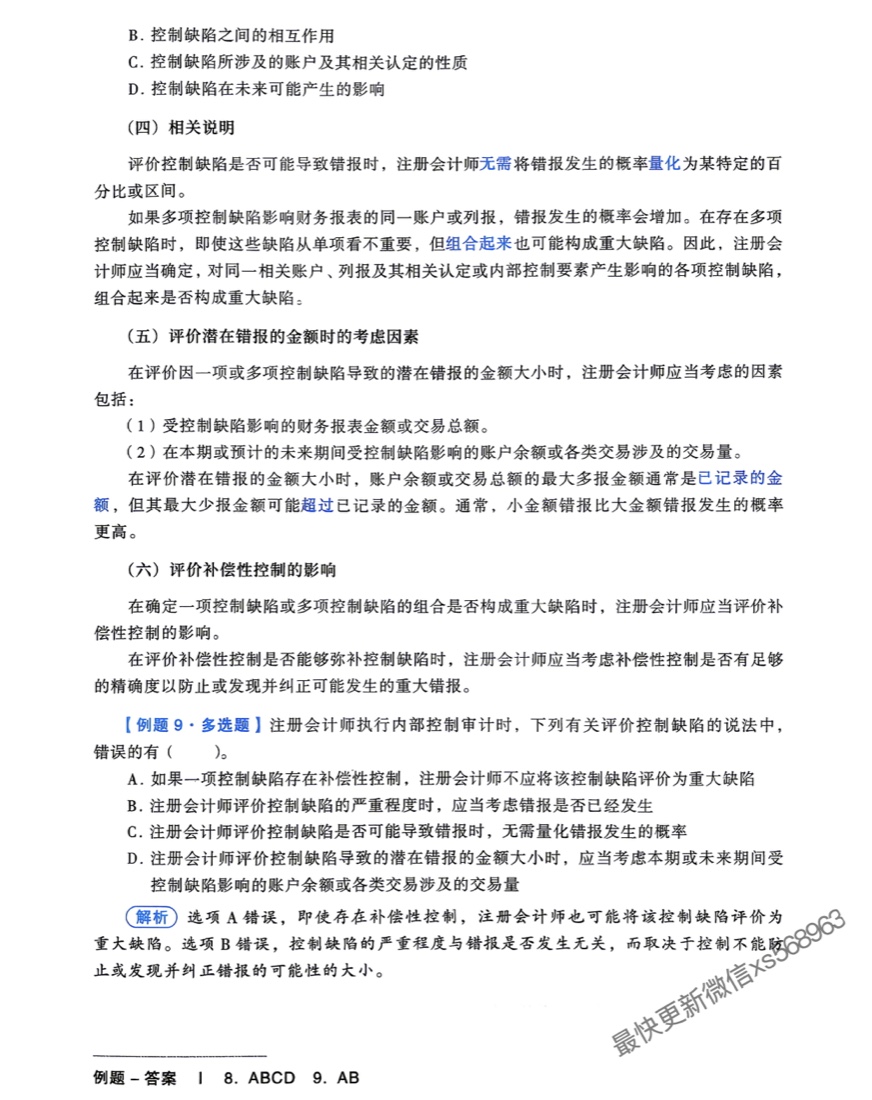 B. 控制缺陷之间的相互作用
C. 控制缺陷所涉及的账户及其相关认定的性质
D. 控制缺陷在未来可能产生的影响
（四）相关说明
评价控制缺陷是否可能导致错报时，注册会计师无需将错报发生的概率量化为某特定的百
分比或区间。
如果多项控制缺陷影响财务报表的同一账户或列报，错报发生的概率会增加。在存在多项
控制缺陷时，即使这些缺陷从单项看不重要，但组合起来也可能构成重大缺陷。因此，注册会
计师应当确定，对同一相关账户、列报及其相关认定或内部控制要素产生影响的各项控制缺陷，
组合起来是否构成重大缺陷。
（五）评价潜在错报的金额时的考虑因素
在评价因一项或多项控制缺陷导致的潜在错报的金额大小时，注册会计师应当考虑的因素
包括：
（1）受控制缺陷影响的财务报表金额或交易总额。
（2）在本期或预计的未来期间受控制缺陷影响的账户余额或各类交易涉及的交易量。
在评价潜在错报的金额大小时，账户余额或交易总额的最大多报金额通常是已记录的金
额，但其最大少报金额可能超过已记录的金额。通常，小金额错报比大金额错报发生的概率
更高。
（六）评价补偿性控制的影响
在确定一项控制缺陷或多项控制缺陷的组合是否构成重大缺陷时，注册会计师应当评价补
偿性控制的影响。
在评价补偿性控制是否能够弥补控制缺陷时，注册会计师应当考虑补偿性控制是否有足够
的精确度以防止或发现并纠正可能发生的重大错报。
【例题 9·多选题】注册会计师执行内部控制审计时，下列有关评价控制缺陷的说法中，
错误的有（　　）。
A. 如果一项控制缺陷存在补偿性控制，注册会计师不应将该控制缺陷评价为重大缺陷
B. 注册会计师评价控制缺陷的严重程度时，应当考虑错报是否已经发生
C. 注册会计师评价控制缺陷是否可能导致错报时，无需量化错报发生的概率
D. 注册会计师评价控制缺陷导致的潜在错报的金额大小时，应当考虑本期或未来期间受
控制缺陷影响的账户余额或各类交易涉及的交易量
解析 选项 A 错误，即使存在补偿性控制，注册会计师也可能将该控制缺陷评价为
重大缺陷。选项 B 错误，控制缺陷的严重程度与错报是否发生无关，而取决于控制不能防
止或发现并纠正错报的可能性的大小。
最快更新微信xs568963
例题－答案 | 8. ABCD 9. AB